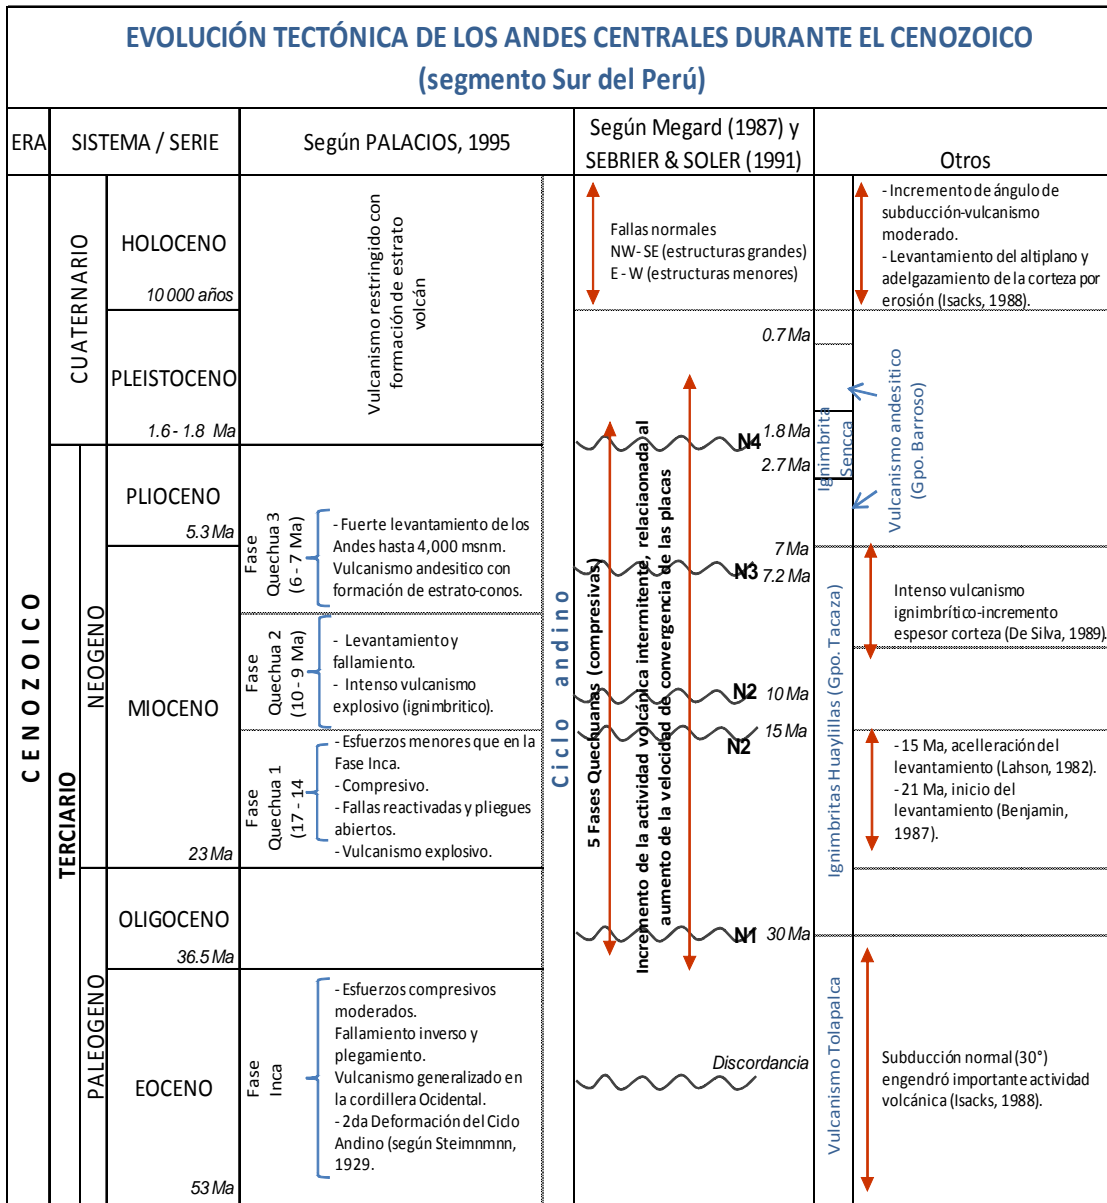 EVOLUCIÓN TECTÓNICA DE LOS ANDES CENTRALES DURANTE EL CENOZOICO
(segmento Sur del Perú)
ERA
SISTEMA / SERIE
Según PALACIOS, 1995
Según Megard (1987) y
SEBRIER & SOLER (1991)
Otros
CENOZOICO
CUATERNARIO
TERCIARIO
NEOGENO
PALEOGENO
HOLOCENO
10 000 años
PLEISTOCENO
1.6 - 1.8 Ma
PLIOCENO
5.3 Ma
MIOCENO
23 Ma
OLIGOCENO
36.5 Ma
EOCENO
53 Ma
Vulcanismo restringido con
formación de estrato
volcán
Fase
Quechua 3
(6 - 7 Ma)
- Fuerte levantamiento de los
Andes hasta 4,000 msnm.
Vulcanismo andesitico con
formación de estrato-conos.
Fase
Quechua 2
(10 - 9 Ma)
- Levantamiento y
fallamiento.
- Intenso vulcanismo
explosivo (ignimbritico).
Fase
Quechua 1
(17 - 14
- Esfuerzos menores que en la
Fase Inca.
- Compresivo.
- Fallas reactivadas y pliegues
abiertos.
- Vulcanismo explosivo.
Fase
Inca
- Esfuerzos compresivos
moderados.
Fallamiento inverso y
plegamiento.
Vulcanismo generalizado en
la cordillera Ocidental.
- 2da Deformación del Ciclo
Andino (según Steimnmnn,
1929.
Ciclo andino
Fallas normales
NW- SE (estructuras grandes)
E - W (estructuras menores)
0.7 Ma
N4
1.8 Ma
2.7 Ma
7 Ma
N3
7.2 Ma
N2
10 Ma
15 Ma
N2
N1
30 Ma
Discordancia
5 Fases Quechuanas (compresivas)
Incremento de la actividad volcánica intermitente, relaciaonada al
aumento de la velocidad de convergencia de las placas
Ignimbrita
Sencca
Vulcanismo andesitico
(Gpo. Barroso)
Ignimbritas Huaylillas (Gpo. Tacaza)
Vulcanismo Tolapalca
- Incremento de ángulo de
subducción-vulcanismo
moderado.
- Levantamiento del altiplano y
adelgazamiento de la corteza por
erosión (Isacks, 1988).
Intenso vulcanismo
ignimbrítico-incremento
espesor corteza (De Silva, 1989).
- 15 Ma, acelleración del
levantamiento (Lahson, 1982).
- 21 Ma, inicio del
levantamiento (Benjamin,
1987).
Subducción normal (30°)
engendró importante actividad
volcánica (Isacks, 1988).